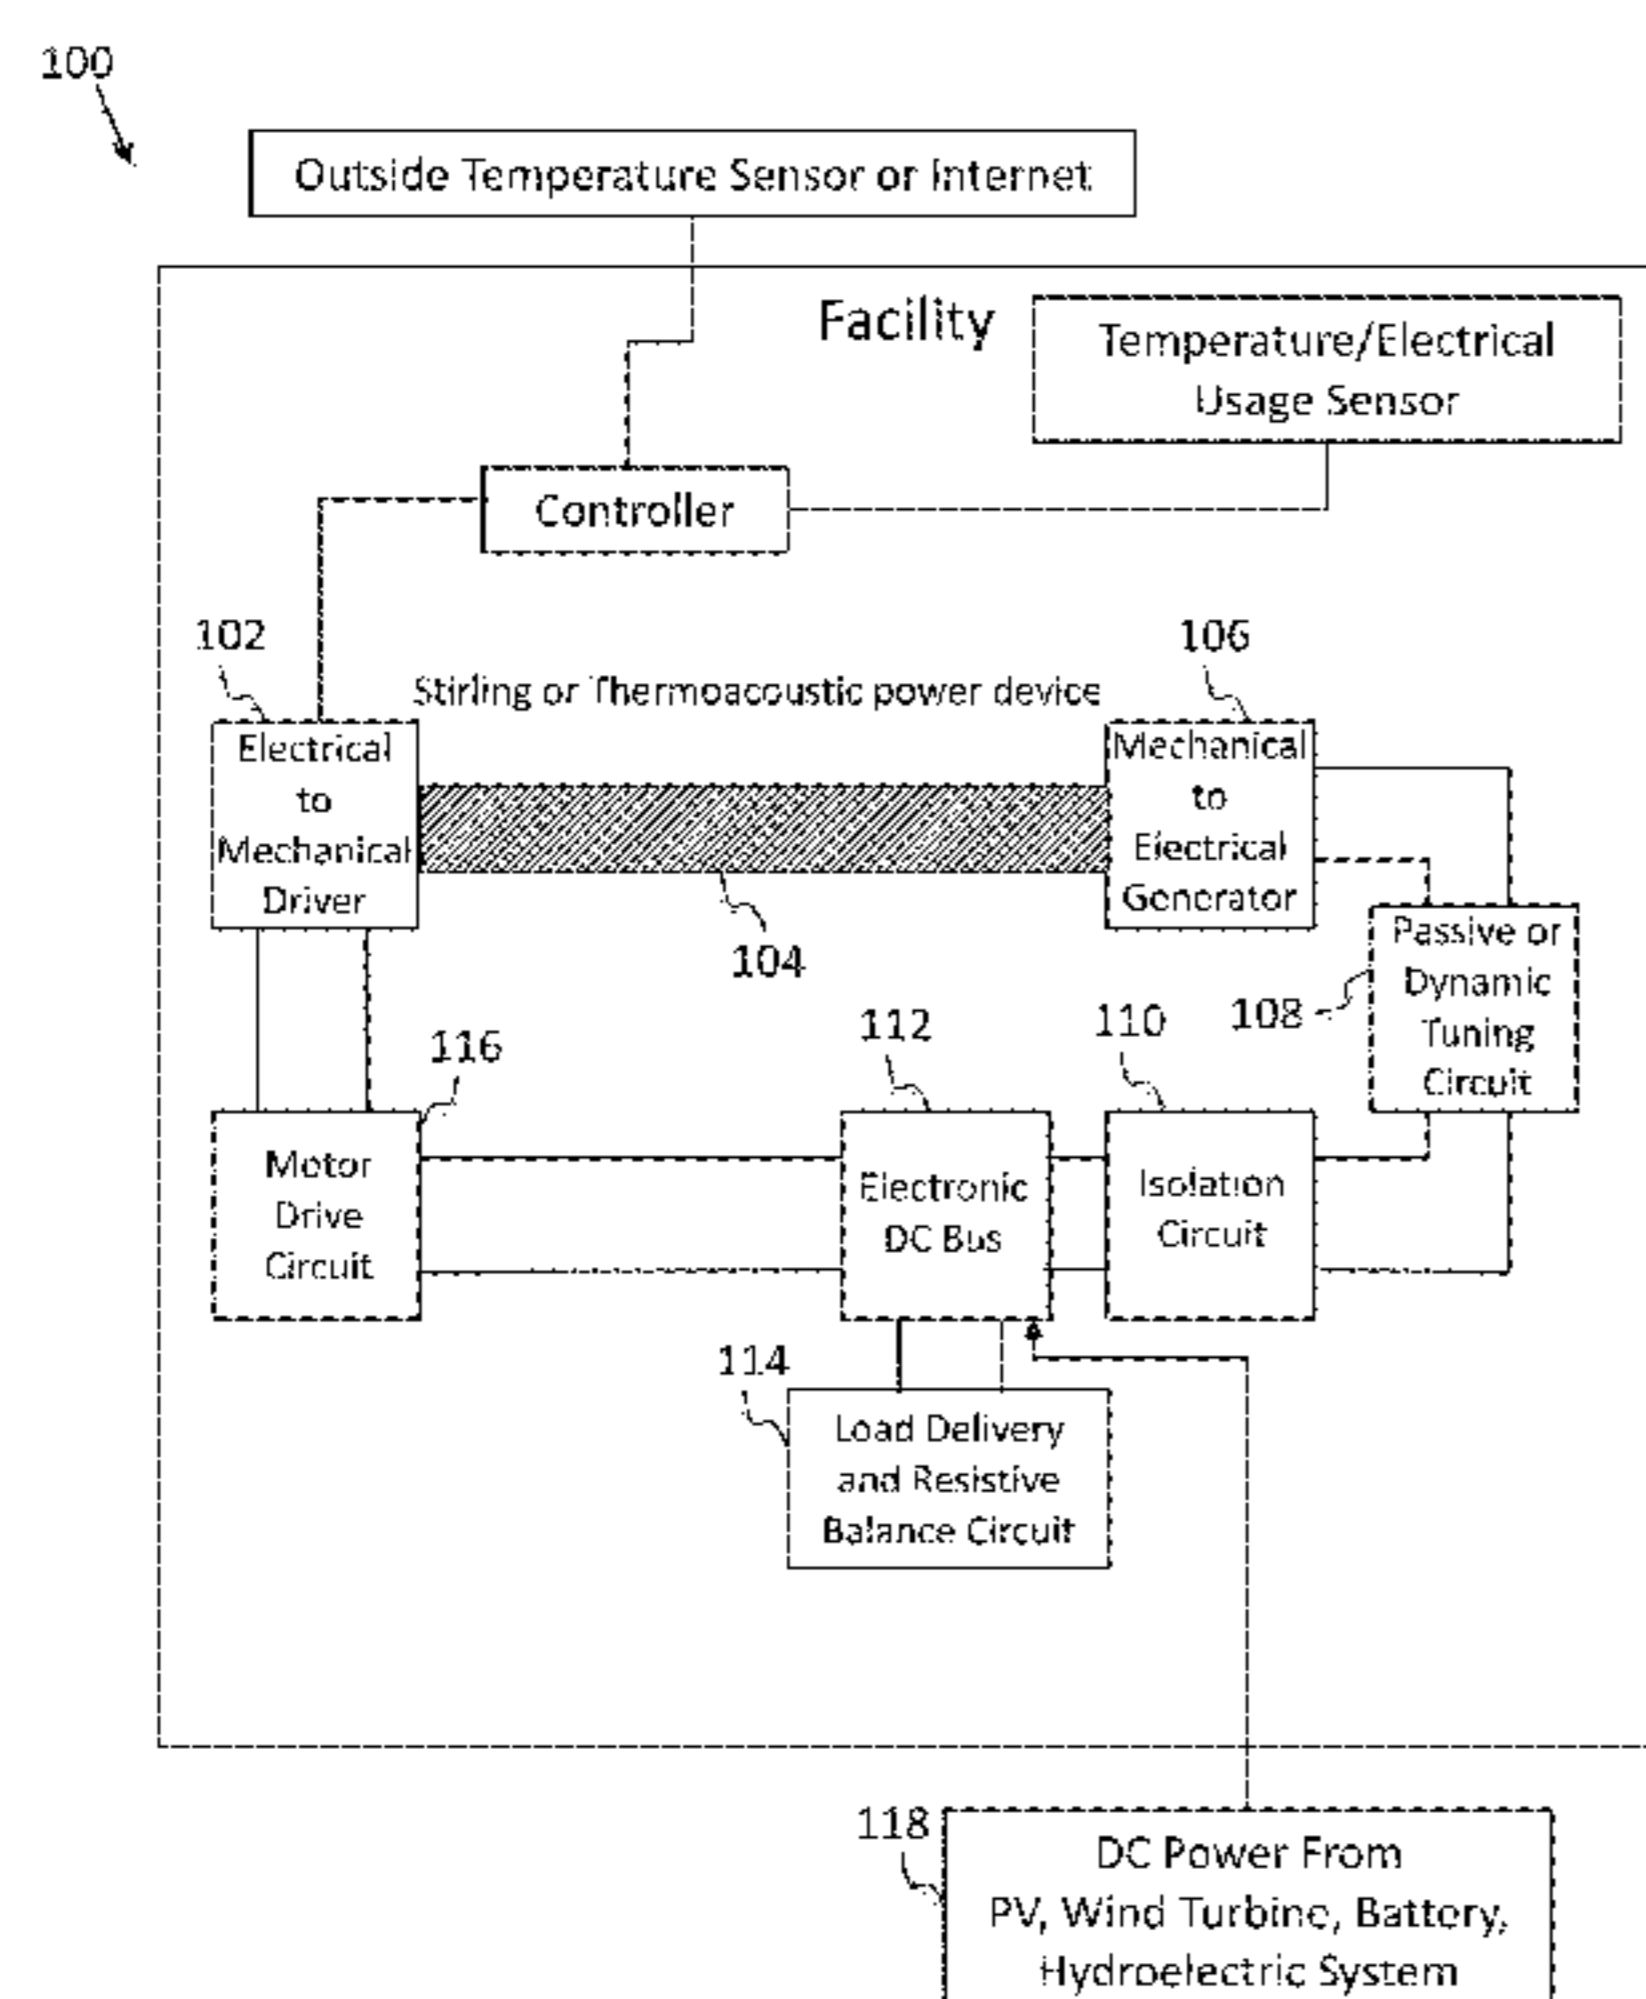 100
Outside Temperature Sensor or Internet
Facility
Temperature/Electrical
Usage Sensor
Controller
102
106
Stirling or Thermoacoustic power device
Electrical
to
Mechanical
Driver
Mechanical
to
Electrical
Generator
104
Passive or
Dynamic
Tuning
Circuit
108
116
112
110
Motor
Drive
Circuit
Electronic
DC Bus
Isolation
Circuit
114
Load Delivery
and Resistive
Balance Circuit
118
DC Power From
PV, Wind Turbine, Battery,
Hydroelectric System